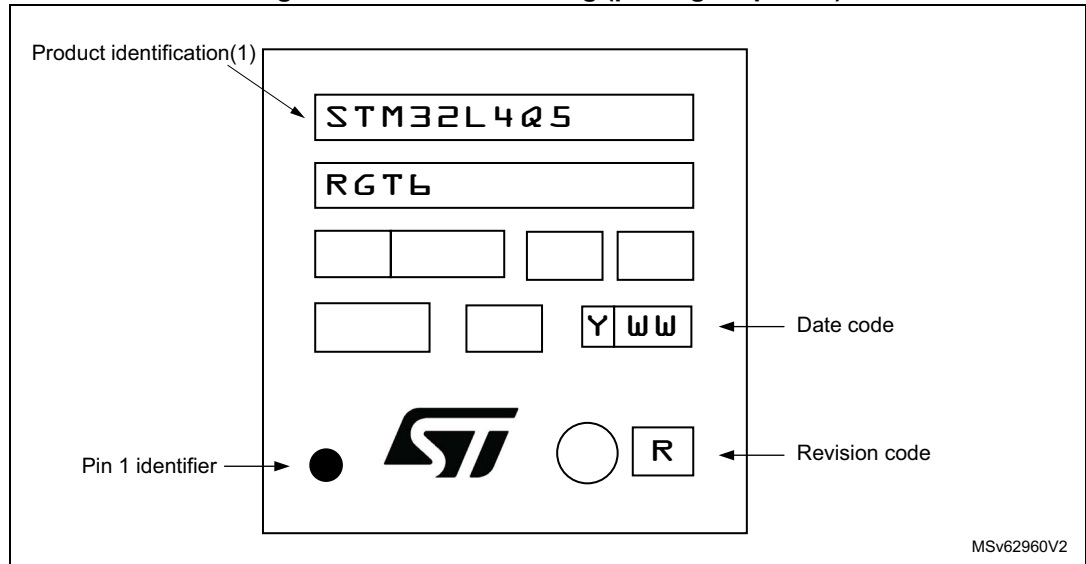 Product identification(1)
STM32L4Q5
RGT6
Y WW
Date code
Pin 1 identifier
R
Revision code
MSv62960V2